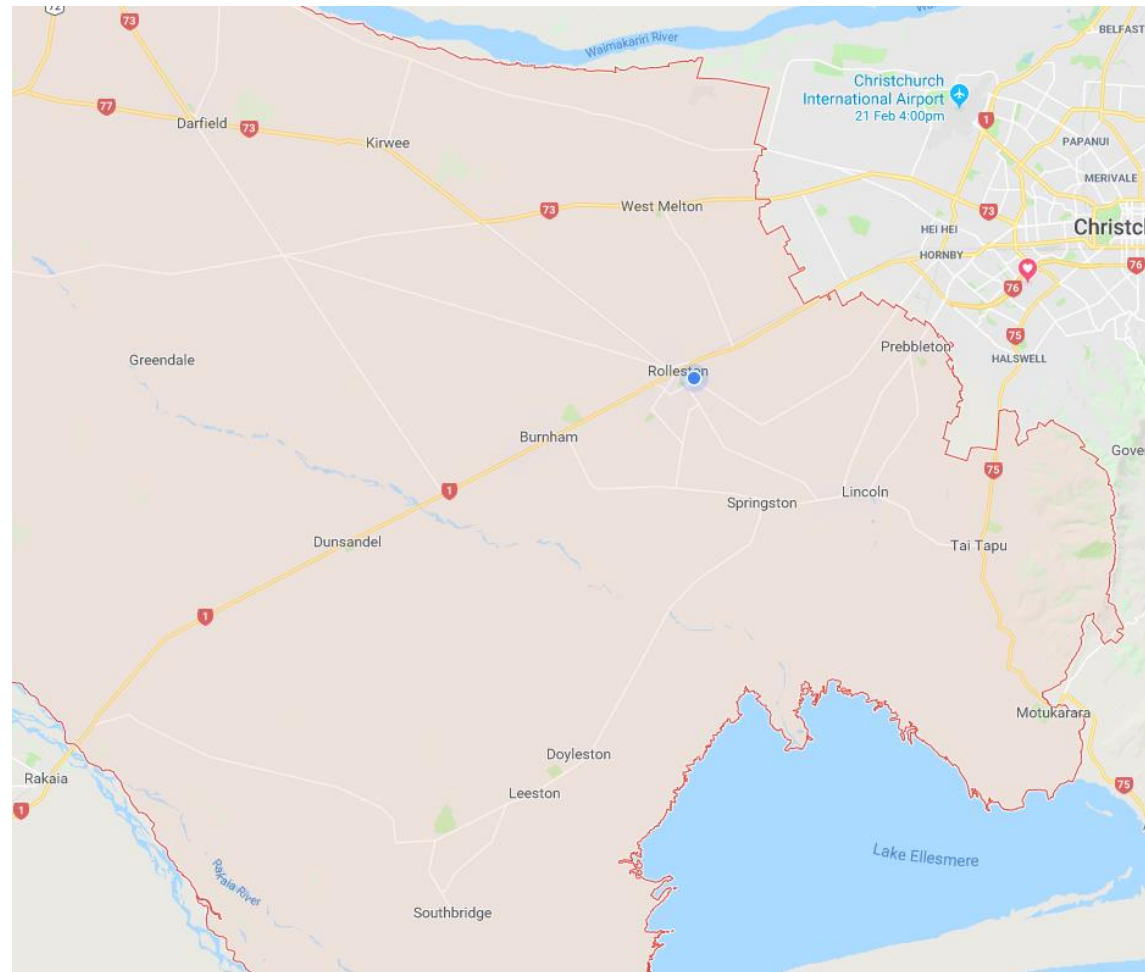 72
73
Waimakariri River
BELFAST
Christchurch
International Airport
21 Feb 4:00pm
77
Darfield
73
1
Kirwee
PAPANUI
MERIVALE
73
West Melton
73
HEI HEI
Christcl
HORNBY
76
76
75
Greendale
Prebbleton
HALSWELL
Rolleston
Burnham
75
Gover
1
Lincoln
Springston
Dunsandel
Tai Tapu
1
Motukarara
Doyleston
Rakaia
Leeston
75
1
Lake Ellesmere
Rakaia River
Southbridge